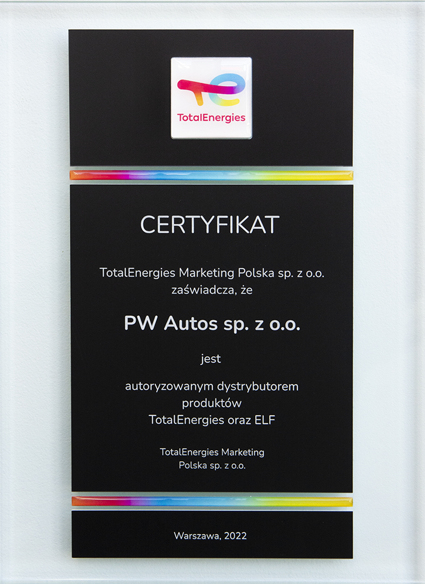 TotalEnergies
CERTYFIKAT
TotalEnergies Marketing Polska sp. z o.o.
zaświadcza, że
PW Autos sp. z o.o.
jest
autoryzowanym dystrybutorem
produktów
TotalEnergies oraz ELF
TotalEnergies Marketing
Polska sp. z o.o.
Warszawa, 2022